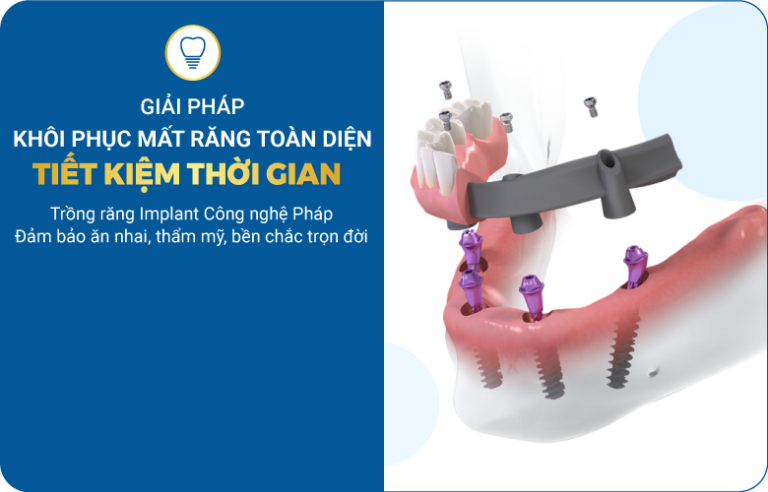 GIẢI PHÁP
KHÔI PHỤC MẤT RĂNG TOÀN DIỆN
TIẾT KIỆM THỜI GIAN
Trồng răng Implant Công nghệ Pháp
Đảm bảo ăn nhai, thẩm mỹ, bền chắc trọn đời